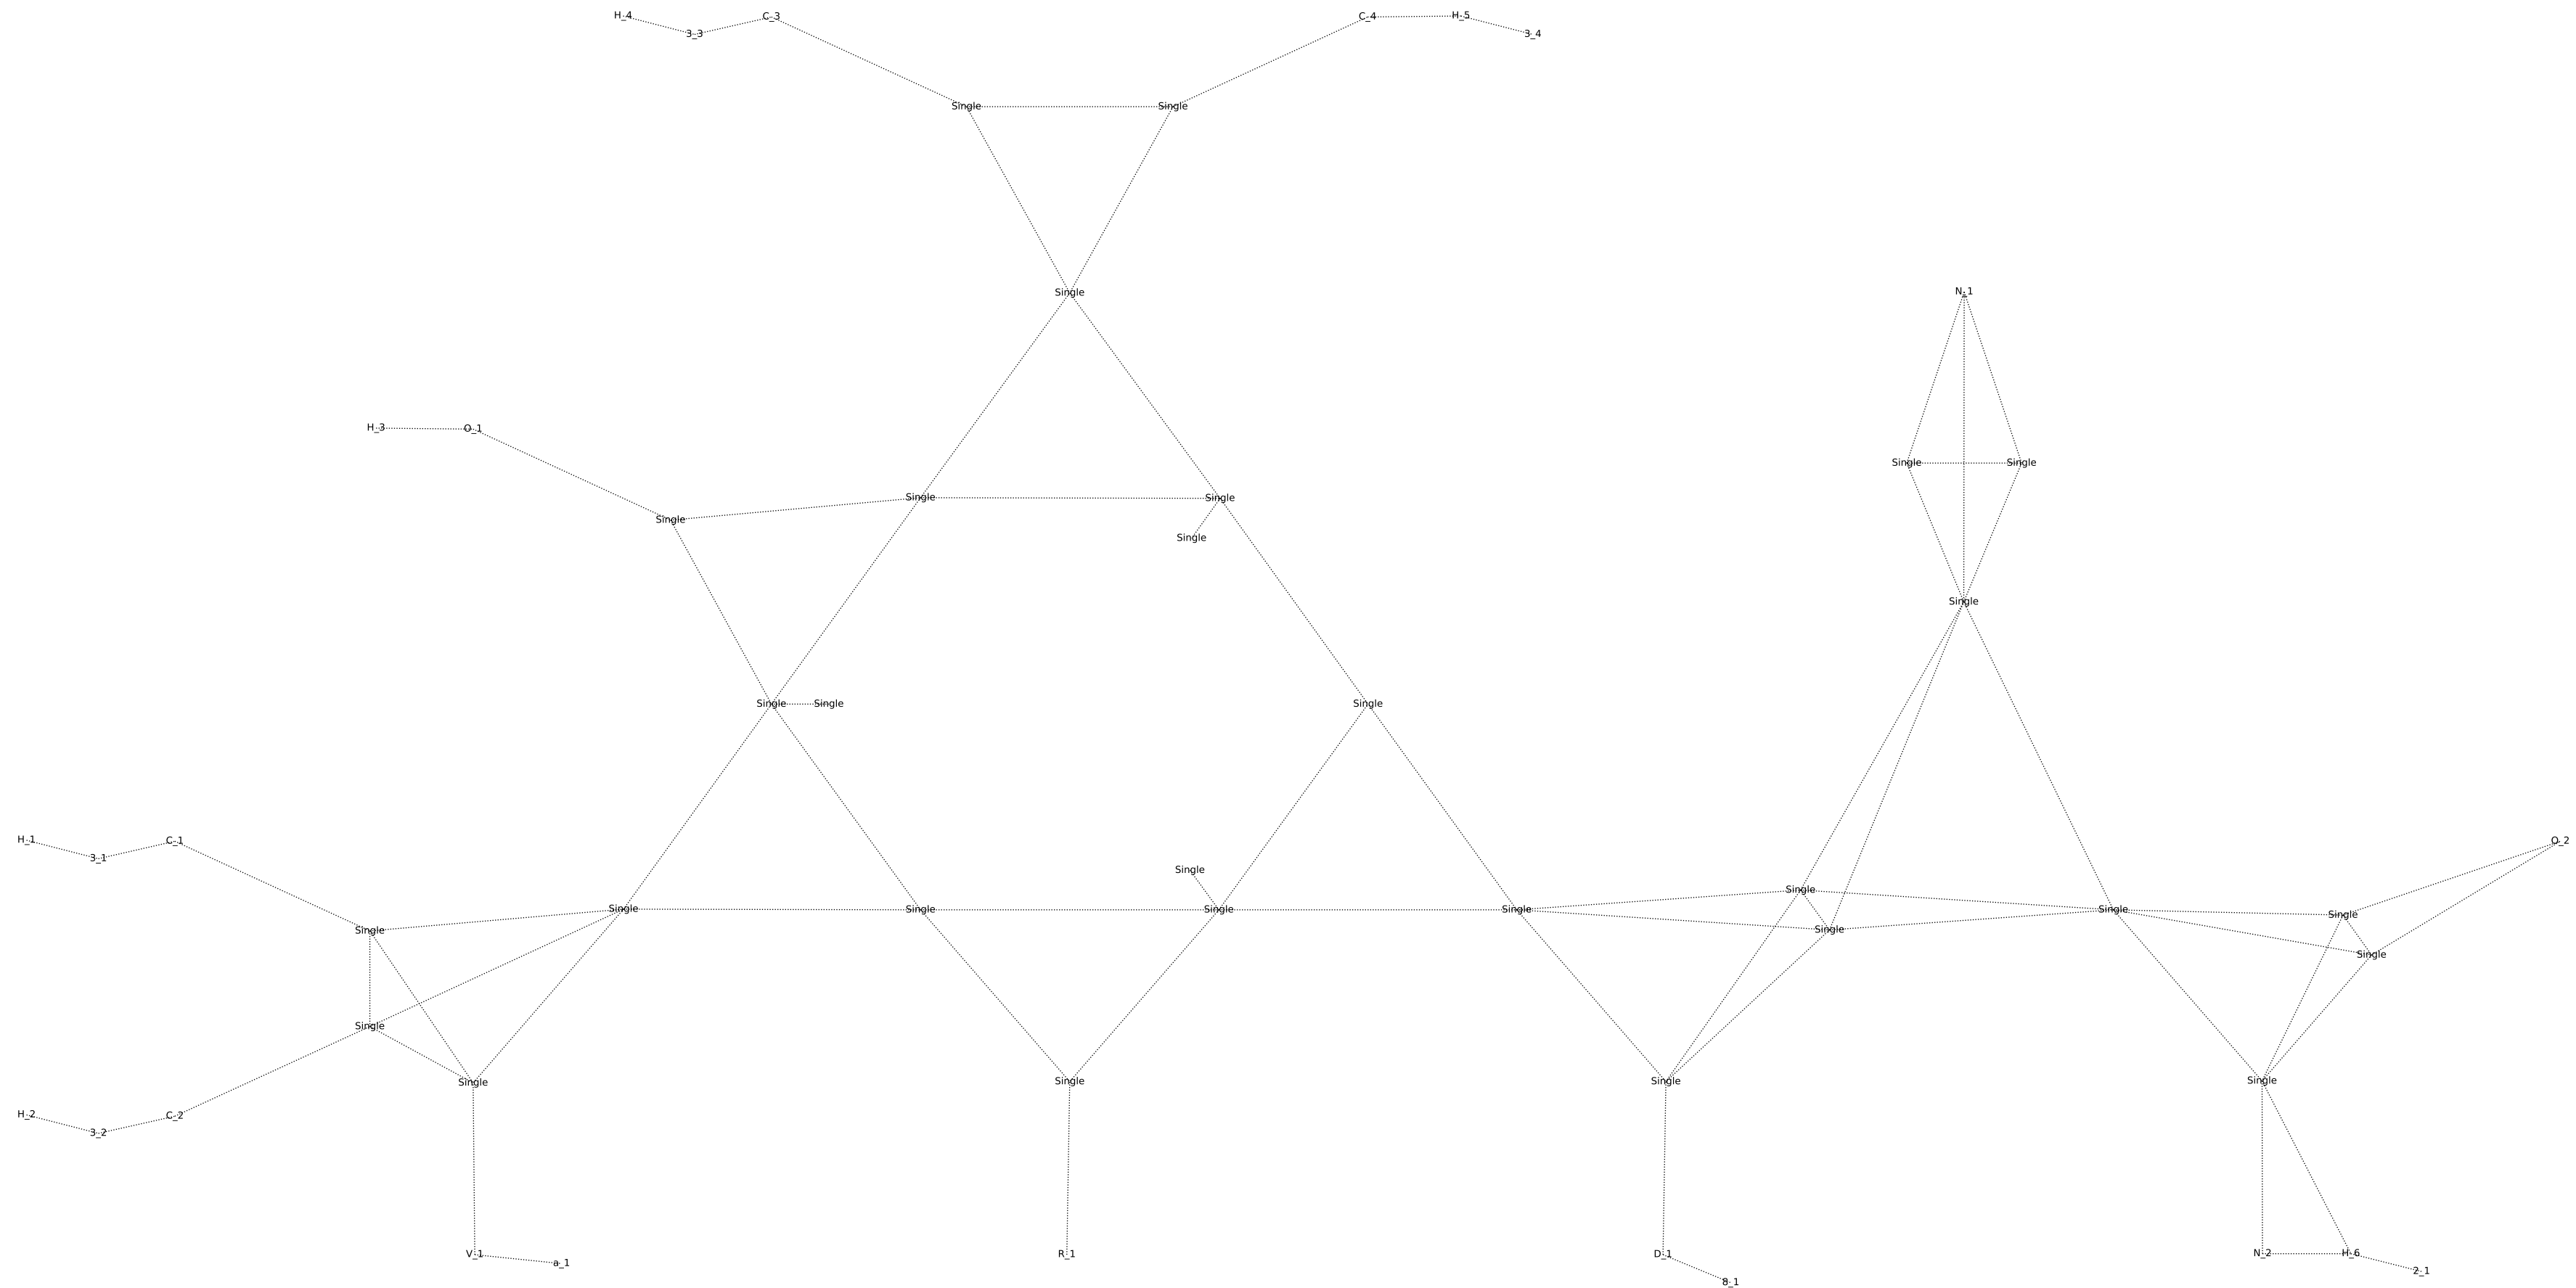 H_4 C_3 C_4 H_5
3_3 3_4
Single Single
Single N_1
H_3 O_1
Single Single
Single Single
Single
Single
Single
Single Single Single
H_1 C_1 O_2
3_1
Single Single
Single Single Single Single Single Single
Single Single
Single
Single
Single Single Single Single
H_2 C_2
3_2
V_1 R_1 D_1 N_2 H_6
a_1 2_1
8_1